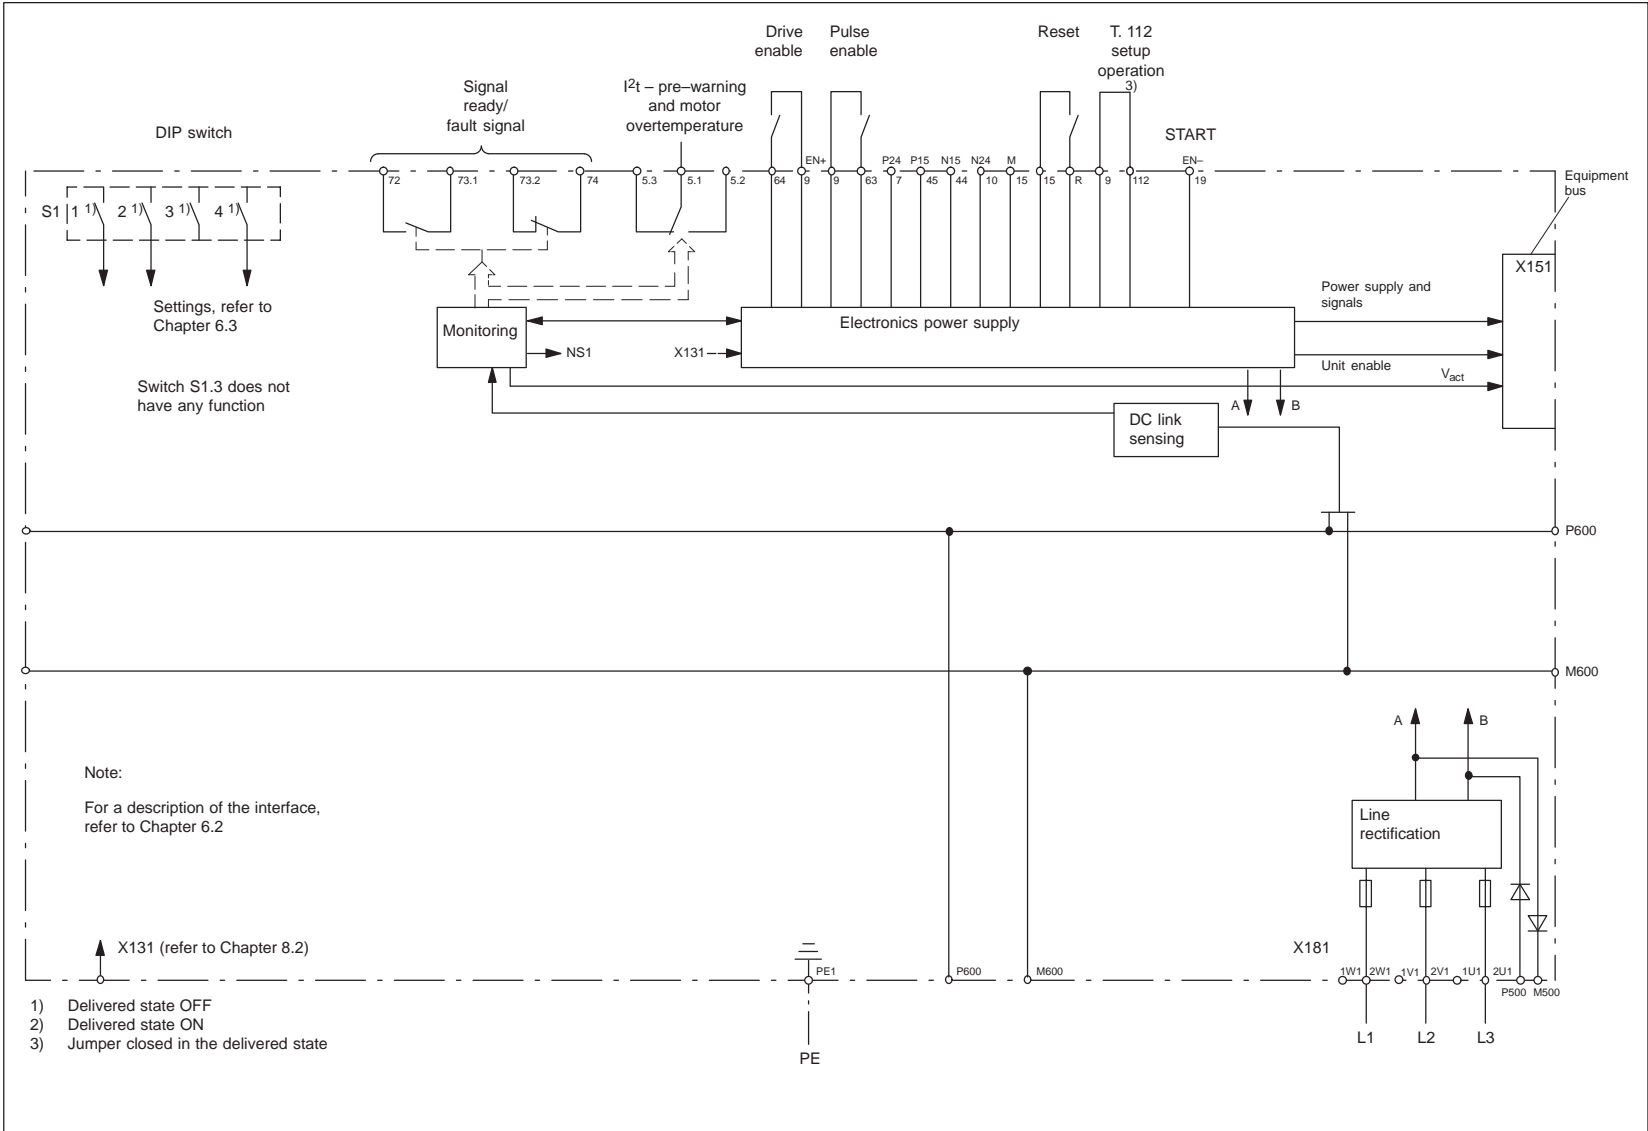 Drive
enable
Pulse
enable
Reset
T. 112
setup
operation
3)
Signal
ready/
fault signal
I2t – pre–warning
and motor
overtemperature
DIP switch
START
EN+ P24 P15 N15 N24 M EN–
72 73.1 73.2 74 5.3 5.1 5.2 64 9 9 63 7 45 44 10 15 15 R 9 112 19
Equipment
bus
S1 1 1) 2 1) 3 1) 4 1)
X151
Settings, refer to
Chapter 6.3
Power supply and
signals
Monitoring
Electronics power supply
NS1
X131
Unit enable
Vact
Switch S1.3 does not
have any function
A B
DC link
sensing
P600
M600
A B
Note:
For a description of the interface,
refer to Chapter 6.2
Line
rectification
X131 (refer to Chapter 8.2)
X181
PE1 P600 M600
1W1 2W1 1V1 2V1 1U1 2U1
P500 M500
1) Delivered state OFF
2) Delivered state ON
3) Jumper closed in the delivered state
L1 L2 L3
PE